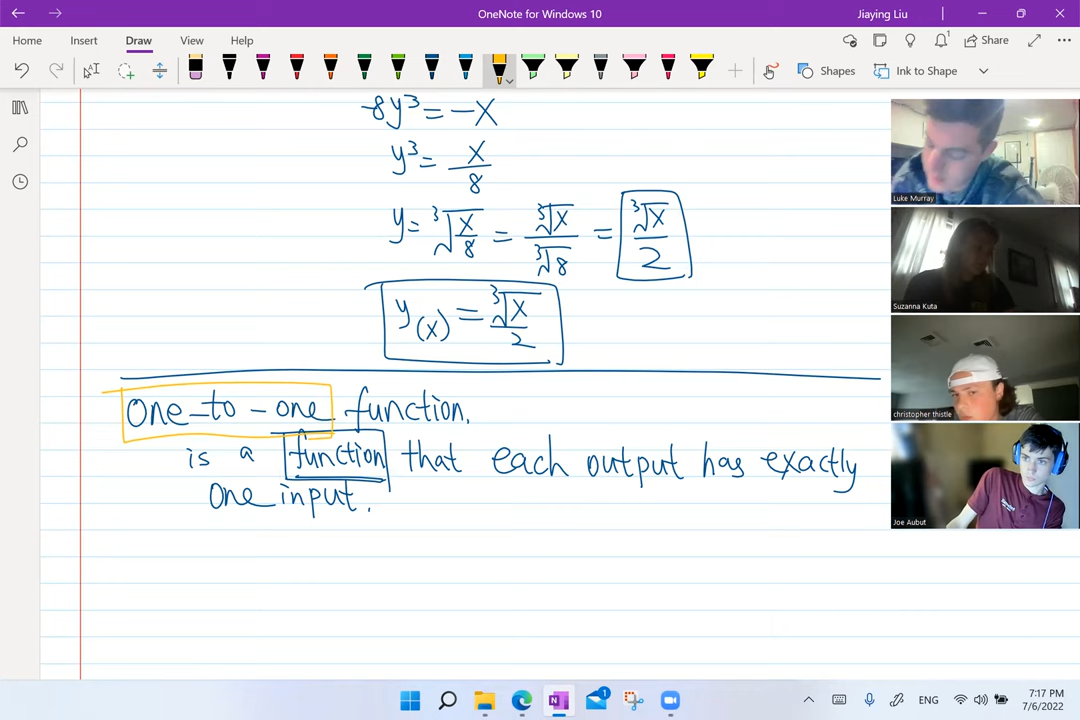 OneNote for Windows 10
Jiaying Liu
Home Insert Draw View Help
1 Share
Shapes Ink to Shape
-8y³ = -x
y³ = x/8
y = ∛(x/8) = ∛x/∛8 = ∛x/2
y(x) = ∛x/2
One-to-one function.
is a function that each output has exactly
one input.
Luke Murray
Suzanna Kuta
christopher thistle
Joe Aubut
1
ENG
7:17 PM
7/6/2022